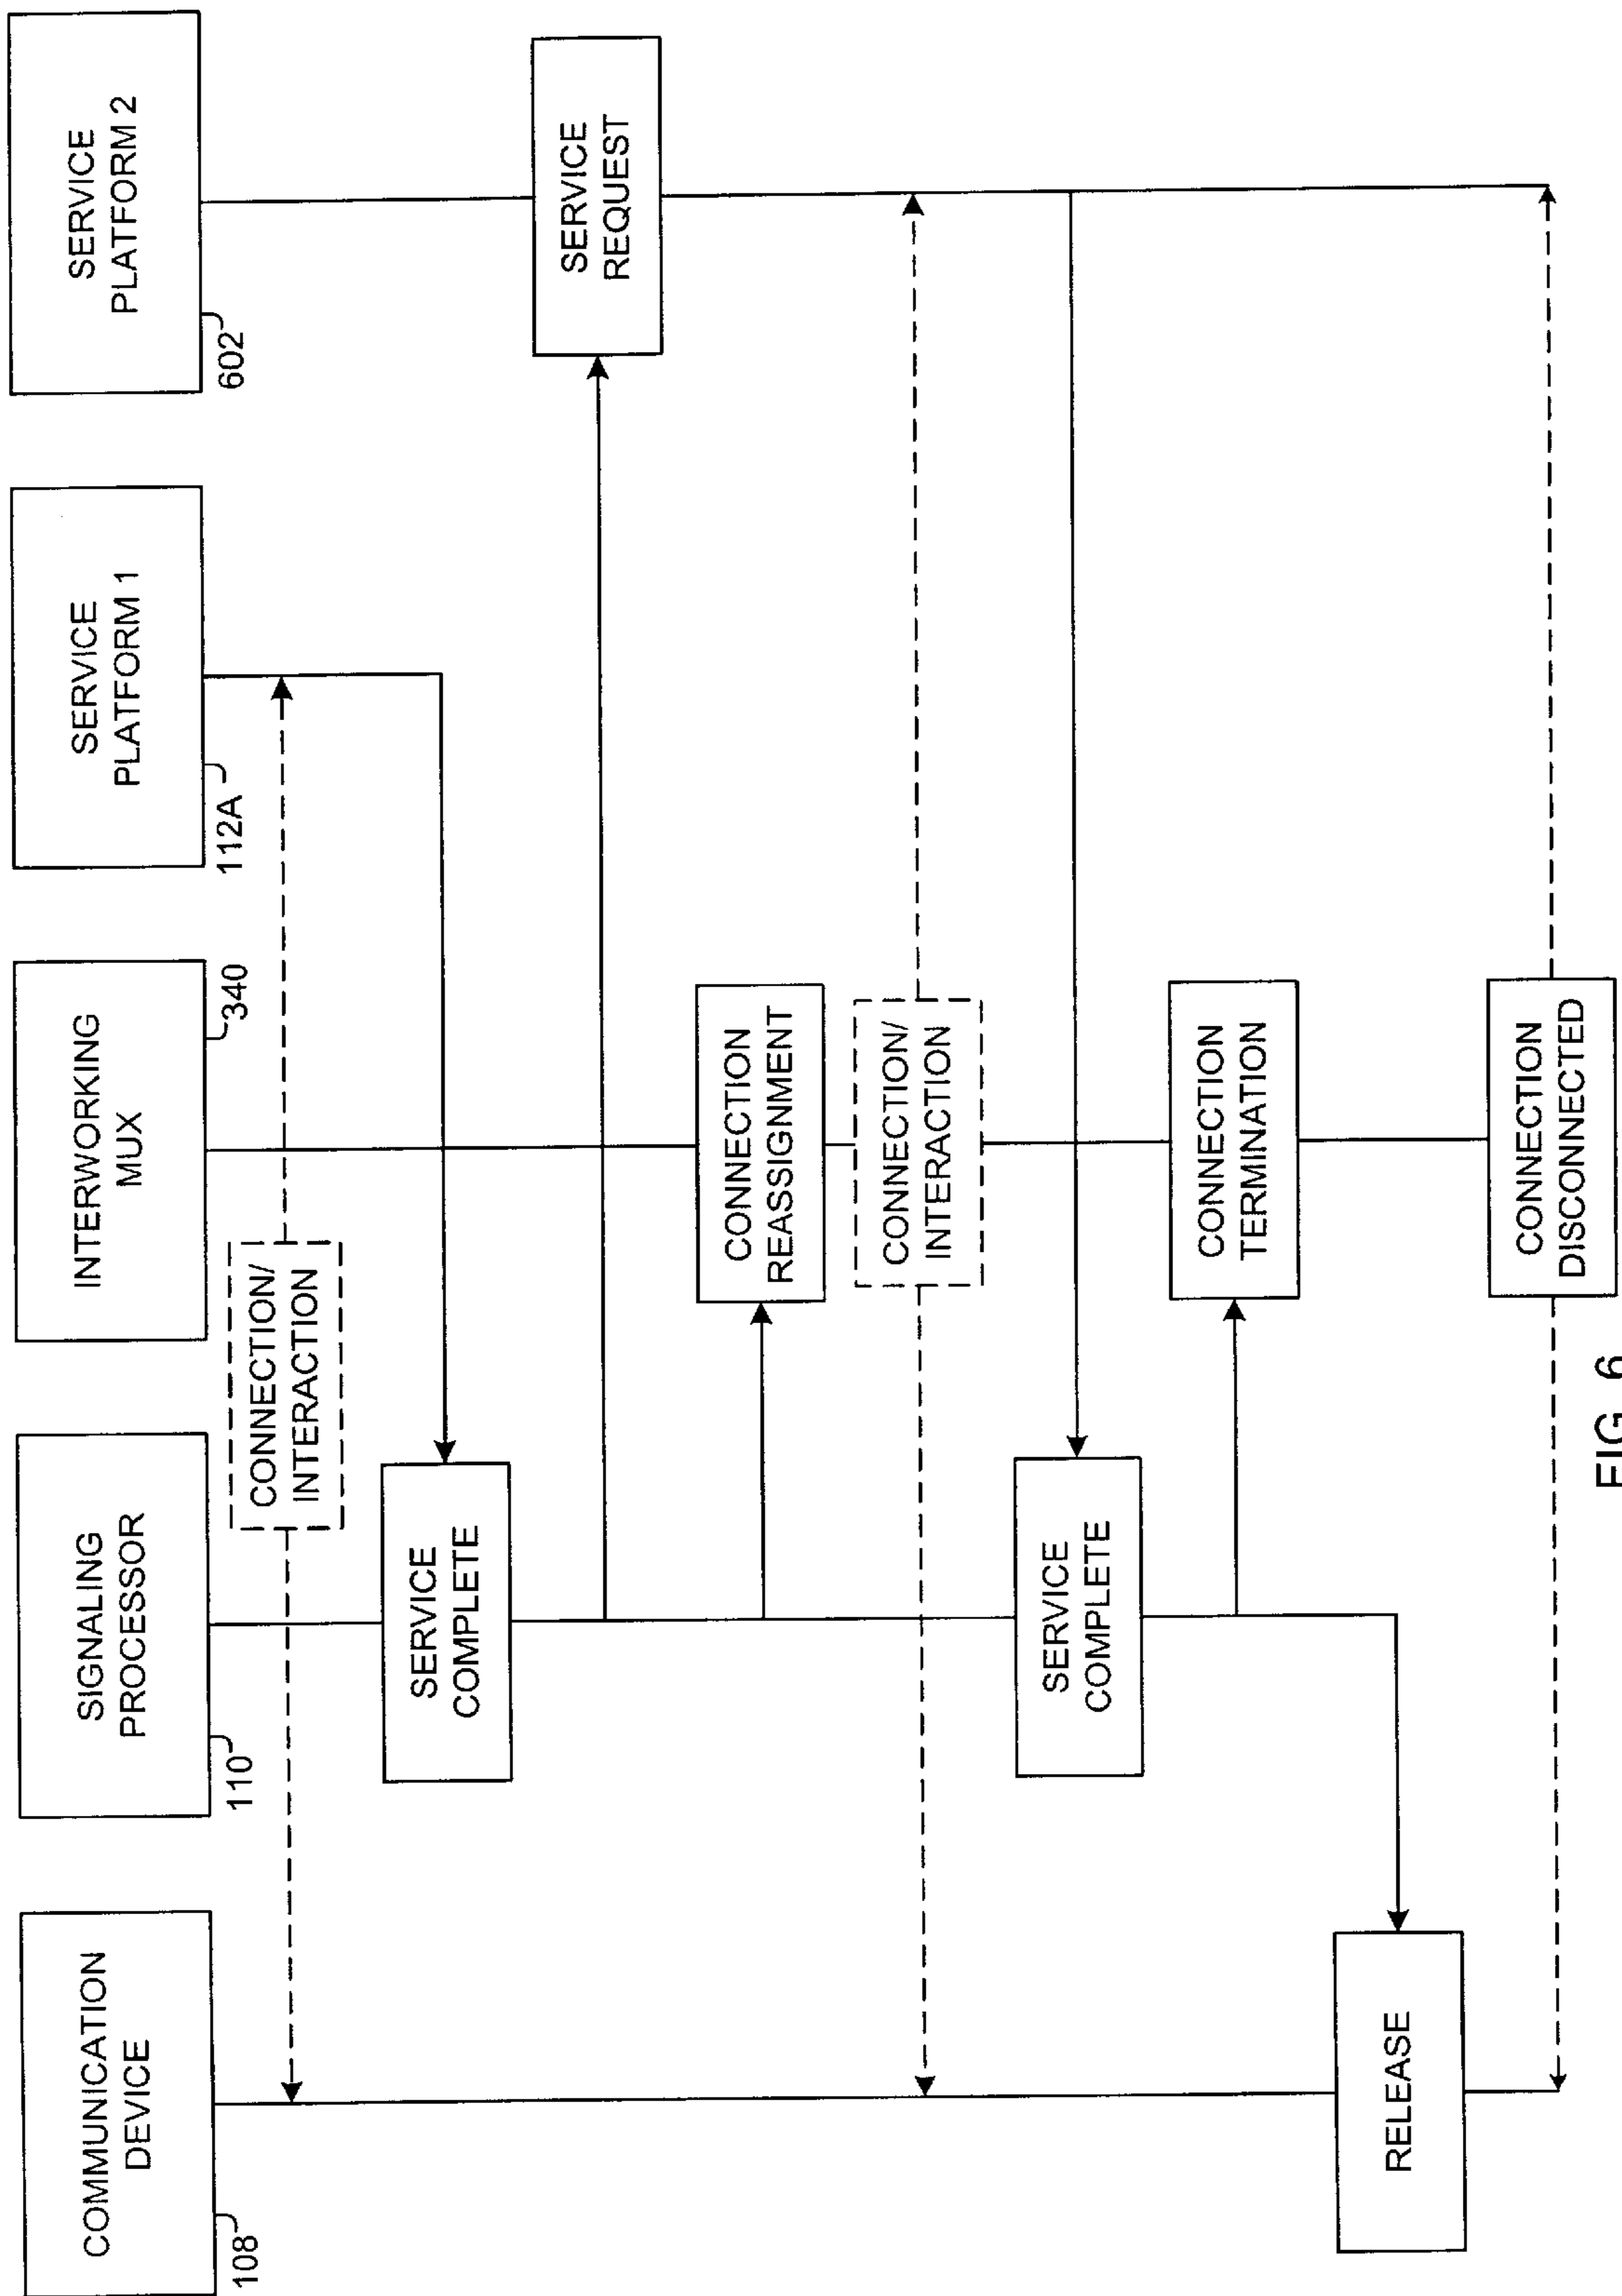 COMMUNICATION
DEVICE
108
SIGNALING
PROCESSOR
110
INTERWORKING
MUX
340
SERVICE
PLATFORM 1
112A
SERVICE
PLATFORM 2
602
CONNECTION/
INTERACTION
SERVICE
COMPLETE
SERVICE
REQUEST
CONNECTION
REASSIGNMENT
CONNECTION/
INTERACTION
SERVICE
COMPLETE
CONNECTION
TERMINATION
RELEASE
CONNECTION
DISCONNECTED
FIG. 6